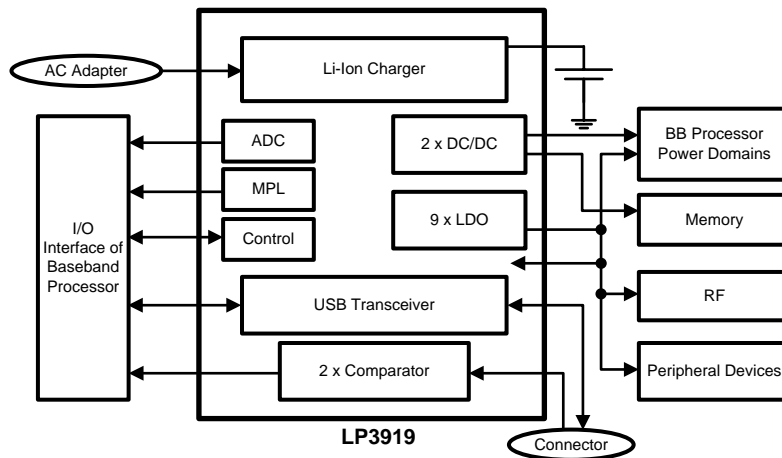 AC Adapter
Li-Ion Charger
ADC
MPL
Control
2 x DC/DC
9 x LDO
BB Processor
Power Domains
Memory
RF
Peripheral Devices
I/O
Interface of
Baseband
Processor
USB Transceiver
2 x Comparator
LP3919
Connector